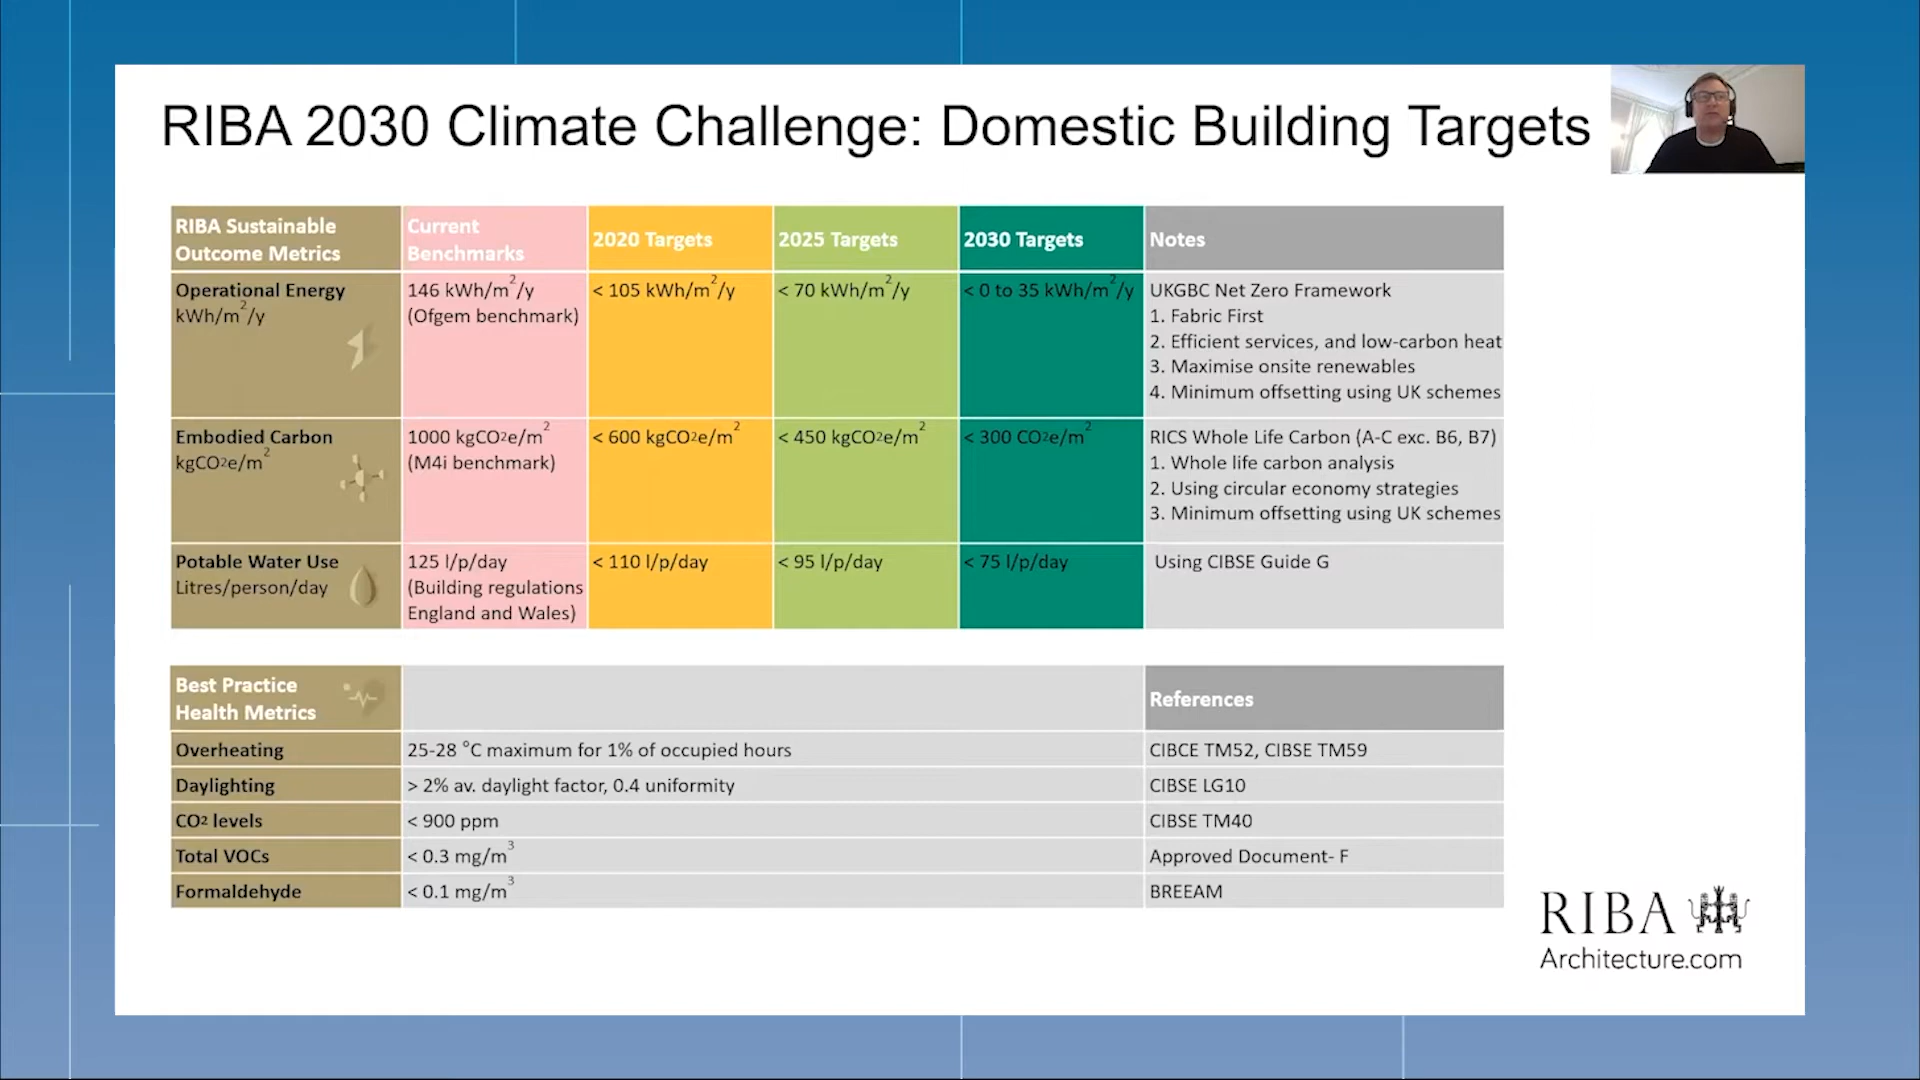 RIBA 2030 Climate Challenge: Domestic Building Targets
RIBA Sustainable
Outcome Metrics
Current
Benchmarks
2020 Targets
2025 Targets
2030 Targets
Notes
Operational Energy
kWh/m²/y
146 kWh/m²/y
(Ofgem benchmark)
< 105 kWh/m²/y
< 70 kWh/m²/y
< 0 to 35 kWh/m²/y
UKGBC Net Zero Framework
1. Fabric First
2. Efficient services, and low-carbon heat
3. Maximise onsite renewables
4. Minimum offsetting using UK schemes
Embodied Carbon
kgCO2e/m²
1000 kgCO2e/m²
(M4i benchmark)
< 600 kgCO2e/m²
< 450 kgCO2e/m²
< 300 CO2e/m²
RICS Whole Life Carbon (A-C exc. B6, B7)
1. Whole life carbon analysis
2. Using circular economy strategies
3. Minimum offsetting using UK schemes
Potable Water Use
Litres/person/day
125 l/p/day
(Building regulations
England and Wales)
< 110 l/p/day
< 95 l/p/day
< 75 l/p/day
Using CIBSE Guide G
Best Practice
Health Metrics
References
Overheating
25-28 °C maximum for 1% of occupied hours
CIBCE TM52, CIBSE TM59
Daylighting
> 2% av. daylight factor, 0.4 uniformity
CIBSE LG10
CO2 levels
< 900 ppm
CIBSE TM40
Total VOCs
< 0.3 mg/m³
Approved Document- F
Formaldehyde
< 0.1 mg/m³
BREEAM
RIBA
Architecture.com